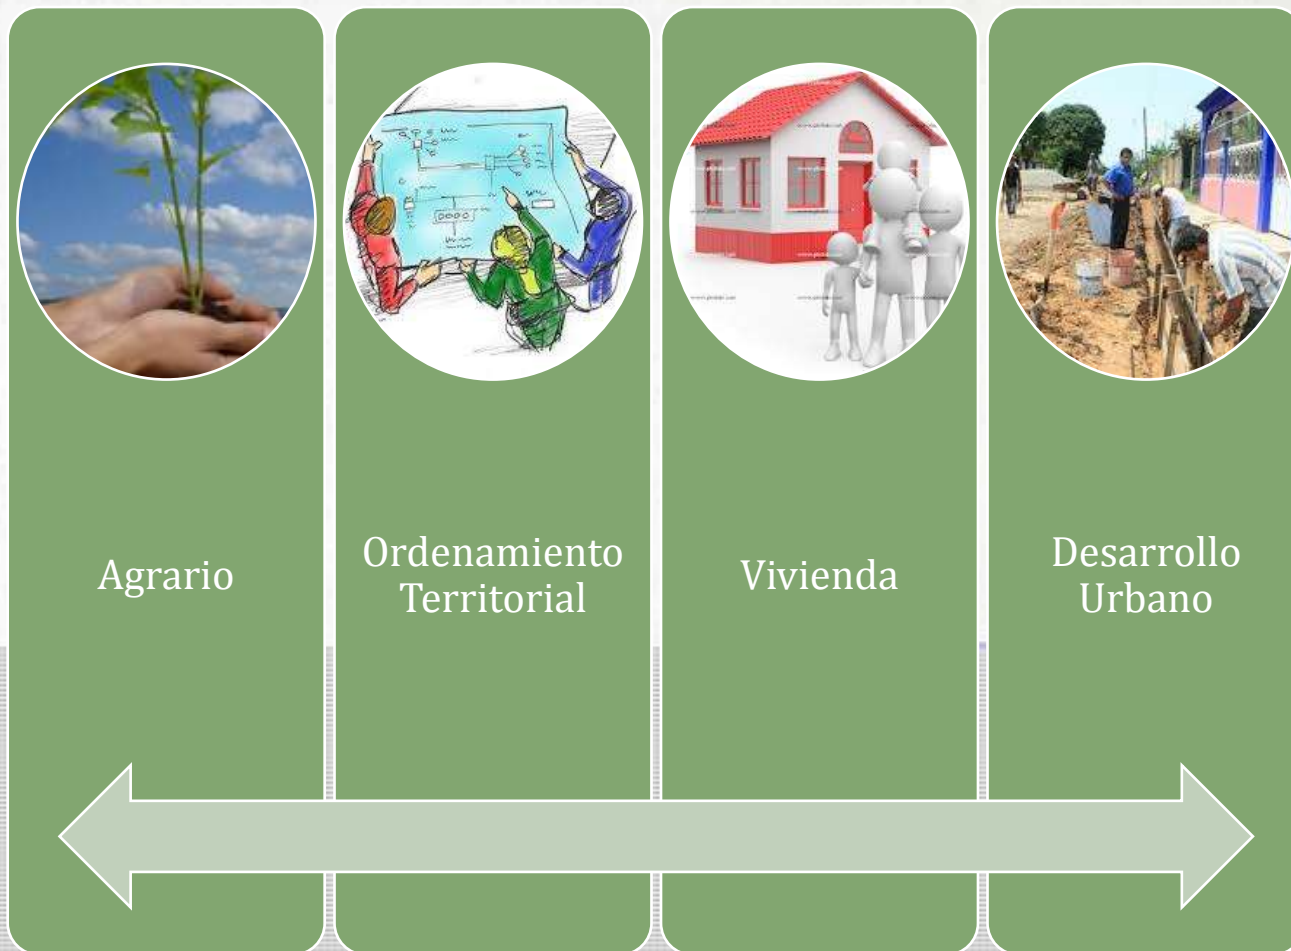 Agrario
Ordenamiento
Territorial
Vivienda
Desarrollo
Urbano